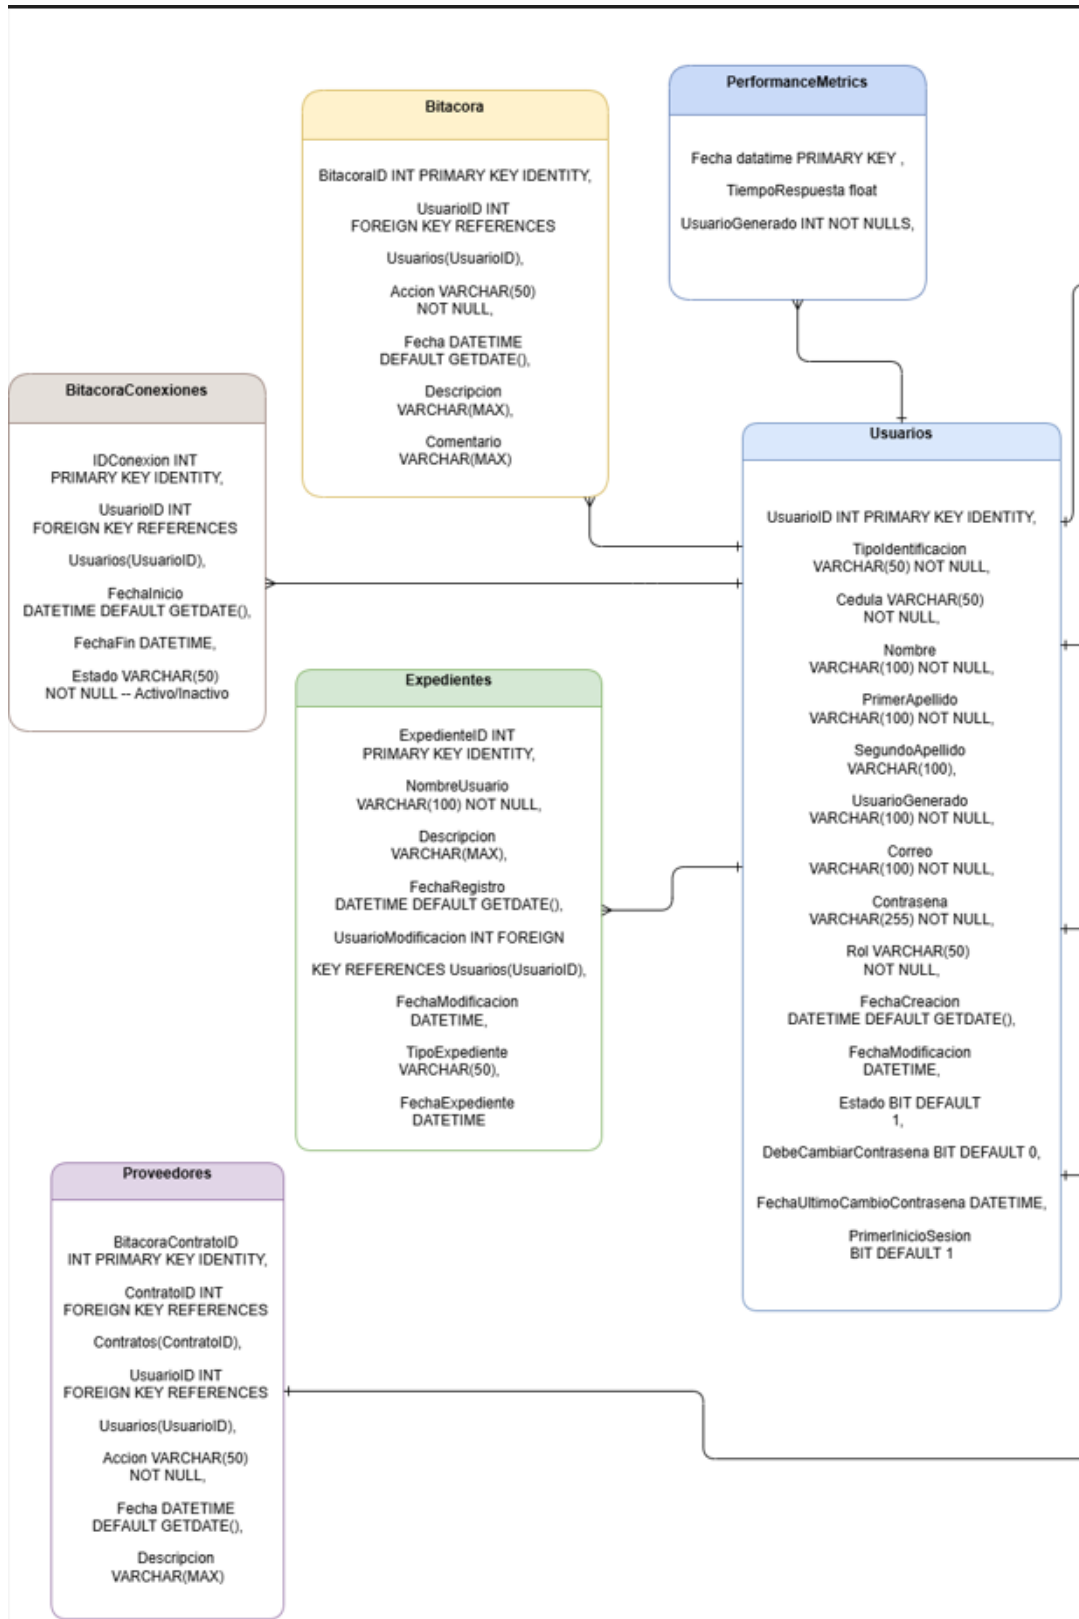 PerformanceMetrics
Fecha datatime PRIMARY KEY ,
TiempoRespuesta float
UsuarioGenerado INT NOT NULLS,
Bitacora
BitacoraID INT PRIMARY KEY IDENTITY,
UsuarioID INT
FOREIGN KEY REFERENCES
Usuarios(UsuarioID),
Accion VARCHAR(50)
NOT NULL,
Fecha DATETIME
DEFAULT GETDATE(),
Descripcion
VARCHAR(MAX),
Comentario
VARCHAR(MAX)
BitacoraConexiones
IDConexion INT
PRIMARY KEY IDENTITY,
UsuarioID INT
FOREIGN KEY REFERENCES
Usuarios(UsuarioID),
FechaInicio
DATETIME DEFAULT GETDATE(),
FechaFin DATETIME,
Estado VARCHAR(50)
NOT NULL -- Activo/Inactivo
Usuarios
UsuarioID INT PRIMARY KEY IDENTITY,
TipoIdentificacion
VARCHAR(50) NOT NULL,
Cedula VARCHAR(50)
NOT NULL,
Nombre
VARCHAR(100) NOT NULL,
PrimerApellido
VARCHAR(100) NOT NULL,
SegundoApellido
VARCHAR(100),
UsuarioGenerado
VARCHAR(100) NOT NULL,
Correo
VARCHAR(100) NOT NULL,
Contrasena
VARCHAR(255) NOT NULL,
Rol VARCHAR(50)
NOT NULL,
FechaCreacion
DATETIME DEFAULT GETDATE(),
FechaModificacion
DATETIME,
Estado BIT DEFAULT
1,
DebeCambiarContrasena BIT DEFAULT 0,
FechaUltimoCambioContrasena DATETIME,
PrimerInicioSesion
BIT DEFAULT 1
Expedientes
ExpedienteID INT
PRIMARY KEY IDENTITY,
NombreUsuario
VARCHAR(100) NOT NULL,
Descripcion
VARCHAR(MAX),
FechaRegistro
DATETIME DEFAULT GETDATE(),
UsuarioModificacion INT FOREIGN
KEY REFERENCES Usuarios(UsuarioID),
FechaModificacion
DATETIME,
TipoExpediente
VARCHAR(50),
FechaExpediente
DATETIME
Proveedores
BitacoraContratoID
INT PRIMARY KEY IDENTITY,
ContratoID INT
FOREIGN KEY REFERENCES
Contratos(ContratoID),
UsuarioID INT
FOREIGN KEY REFERENCES
Usuarios(UsuarioID),
Accion VARCHAR(50)
NOT NULL,
Fecha DATETIME
DEFAULT GETDATE(),
Descripcion
VARCHAR(MAX)